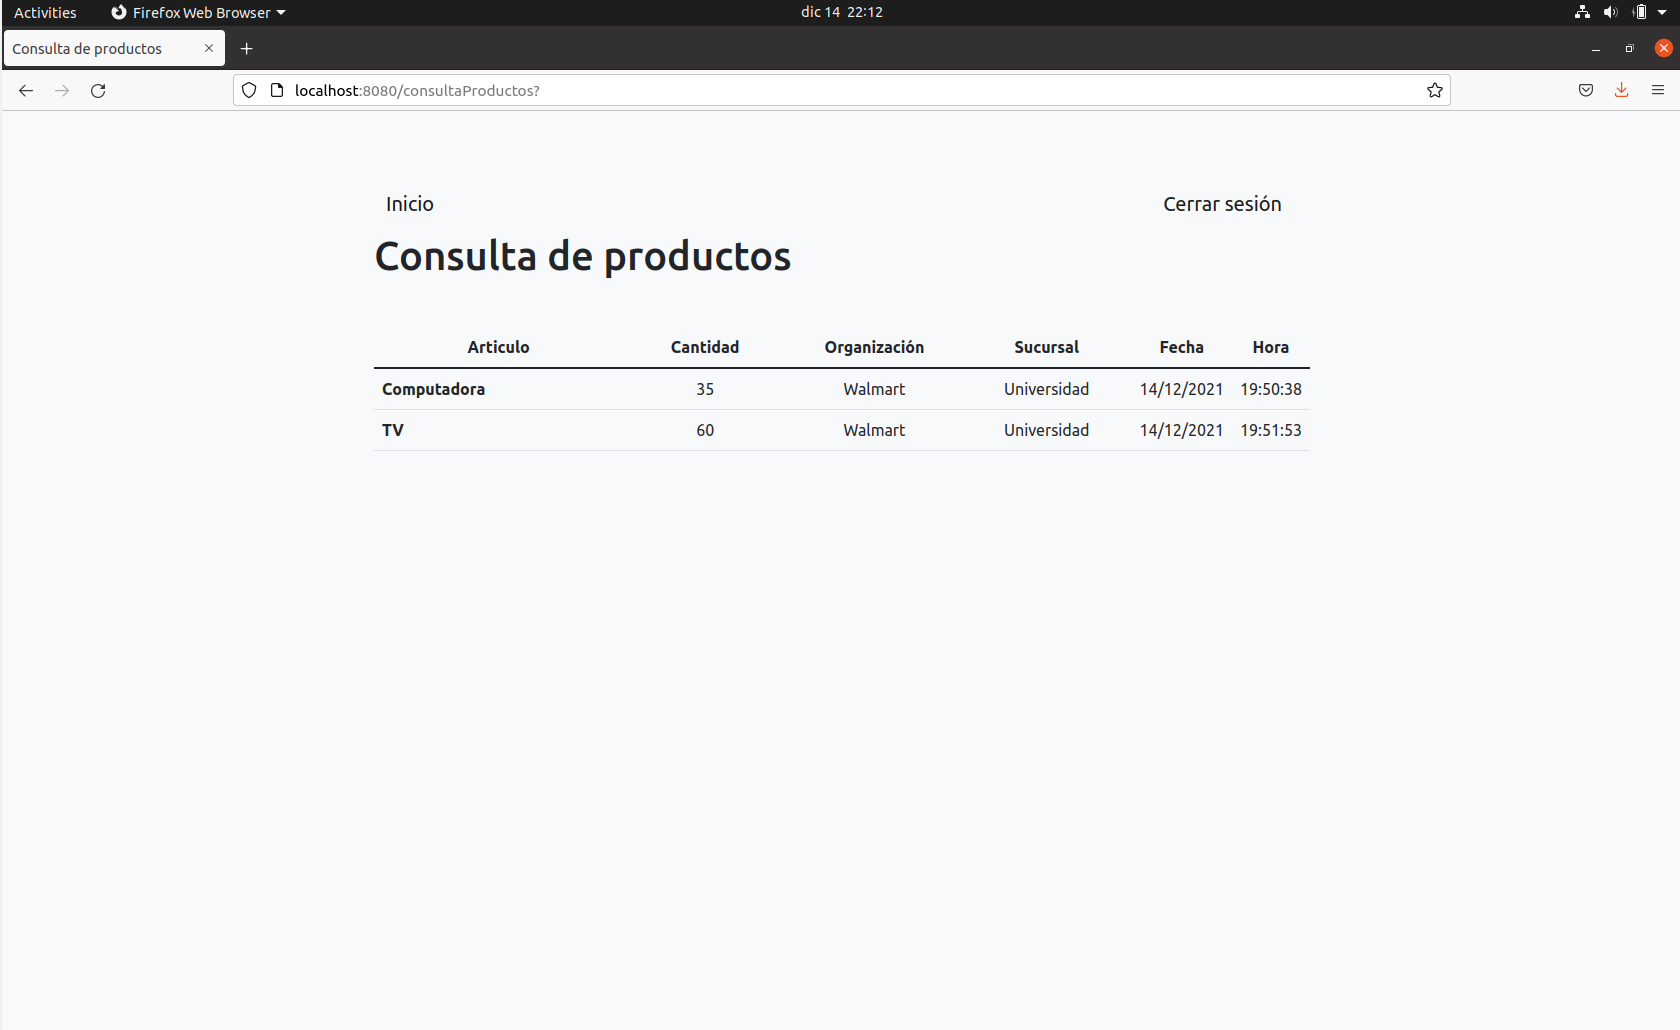 Activities Firefox Web Browser dic 14 22:12
Consulta de productos
localhost:8080/consultaProductos?
Inicio Cerrar sesión
Consulta de productos
Articulo Cantidad Organización Sucursal Fecha Hora
Computadora 35 Walmart Universidad 14/12/2021 19:50:38
TV 60 Walmart Universidad 14/12/2021 19:51:53